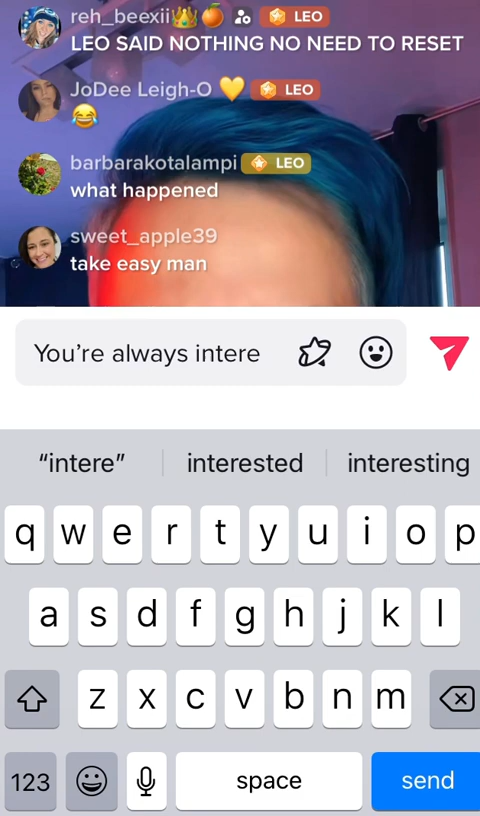 reh_beexii👑🍊 LEO
LEO SAID NOTHING NO NEED TO RESET
JoDee Leigh-O 💛 LEO
😂
barbarakotalampi LEO
what happened
sweet_apple39
take easy man
You’re always intere
“intere” interested interesting
q w e r t y u i o p
a s d f g h j k l
z x c v b n m
123 space send